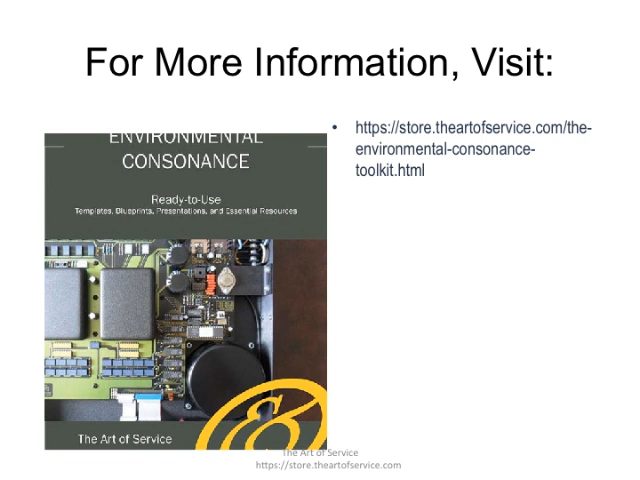 For More Information, Visit:
• https://store.theartofservice.com/the-
environmental-consonance-
toolkit.html
ENVIRONMENTAL
CONSONANCE
Ready-to-Use
Templates, Blueprints, Presentations, and Essential Resources
The Art of Service
The Art of Service
https://store.theartofservice.com